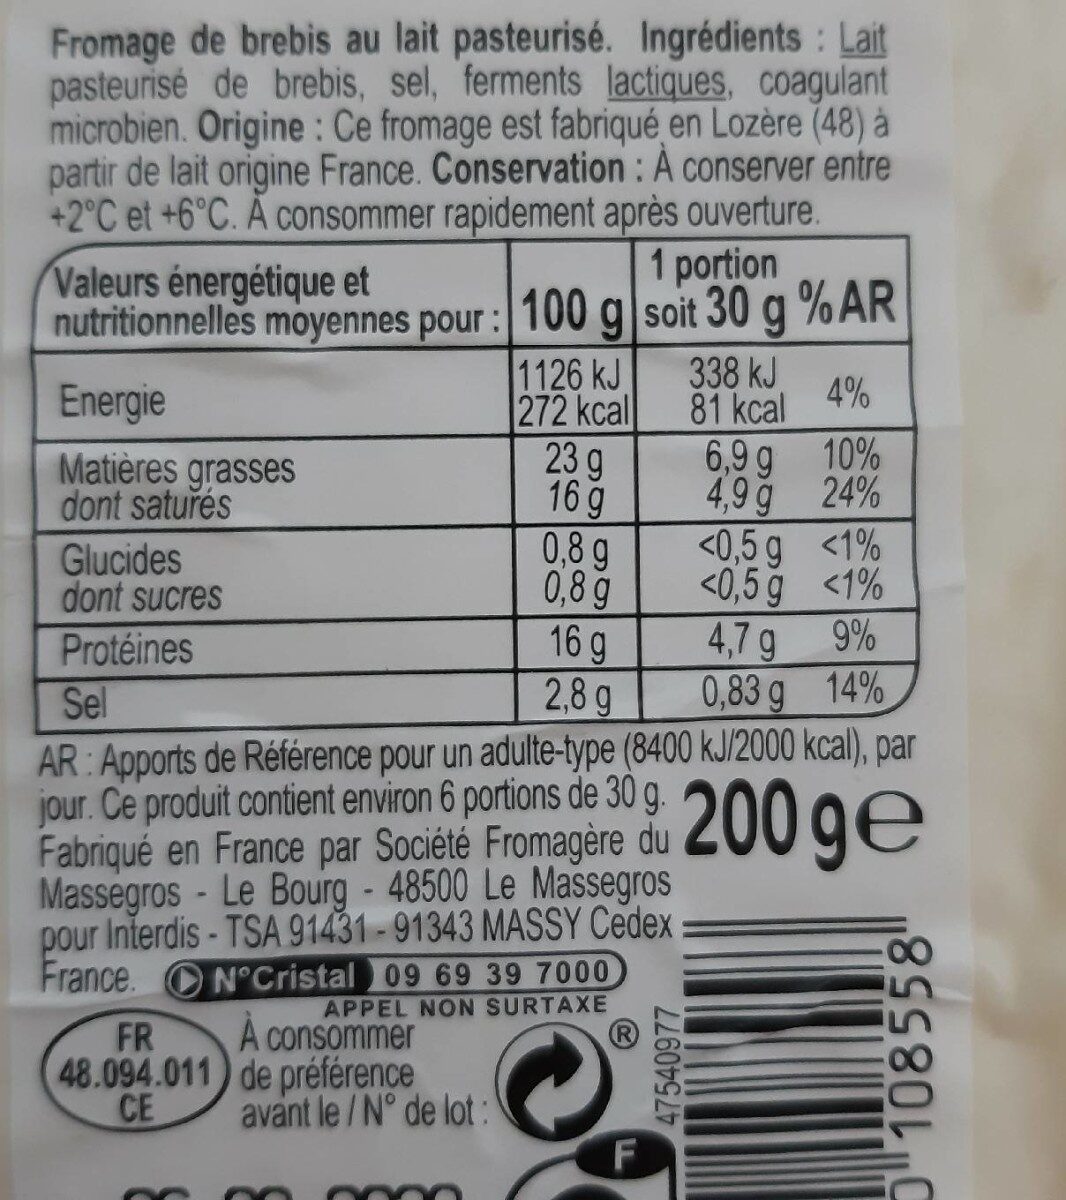 Fromage de brebis au lait pasteurisé. Ingrédients : Lait
pasteurisé de brebis, sel, ferments lactiques, coagulant
microbien. Origine : Ce fromage est fabriqué en Lozère (48) à
partir de lait origine France. Conservation : À conserver entre
+2°C et +6°C. À consommer rapidement après ouverture.
Valeurs énergétique et
nutritionnelles moyennes pour : 100 g 1 portion soit 30 g % AR
Energie 1126 kJ 272 kcal 338 kJ 81 kcal 4%
Matières grasses 23 g 6,9 g 10%
dont saturés 16 g 4,9 g 24%
Glucides 0,8 g <0,5 g <1%
dont sucres 0,8 g <0,5 g <1%
Protéines 16 g 4,7 g 9%
Sel 2,8 g 0,83 g 14%
AR : Apports de Référence pour un adulte-type (8400 kJ/2000 kcal), par
jour. Ce produit contient environ 6 portions de 30 g.
200 g e
Fabriqué en France par Société Fromagère du
Massegros - Le Bourg - 48500 Le Massegros
pour Interdis - TSA 91431 - 91343 MASSY Cedex
France. N°Cristal 09 69 39 7000
APPEL NON SURTAXE
FR
48.094.011
CE
À consommer
de préférence
avant le / N° de lot :
®
F
47540977
108558